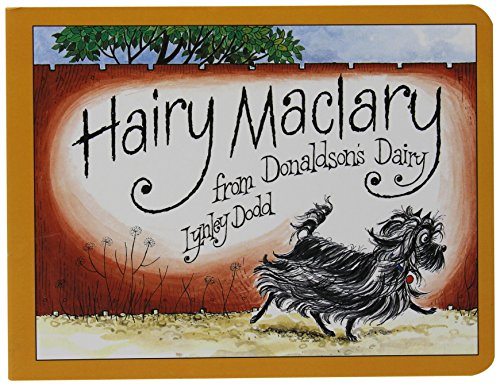 Hairy Maclary
from Donaldson's Dairy
Lynley Dodd